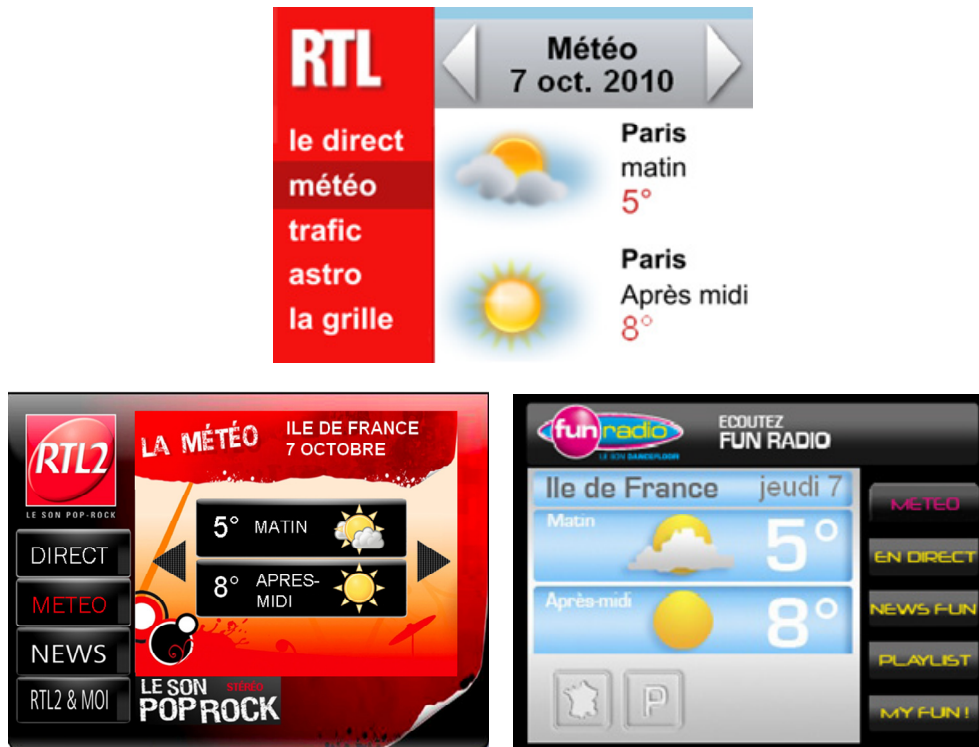 RTL
Météo
7 oct. 2010
le direct
météo
trafic
astro
la grille
Paris
matin
5°
Paris
Après midi
8°
RTL2
LE SON POP-ROCK
DIRECT
METEO
NEWS
RTL2 & MOI
LA MÉTÉO
ILE DE FRANCE
7 OCTOBRE
5° MATIN
8° APRES-
MIDI
LE SON STÉRÉO
POP ROCK
fun radio
LE SON DANCEFLOOR
ECOUTEZ
FUN RADIO
Ile de France jeudi 7
Matin
5°
Après-midi
8°
P
METEO
EN DIRECT
NEWS FUN
PLAYLIST
MY FUN !